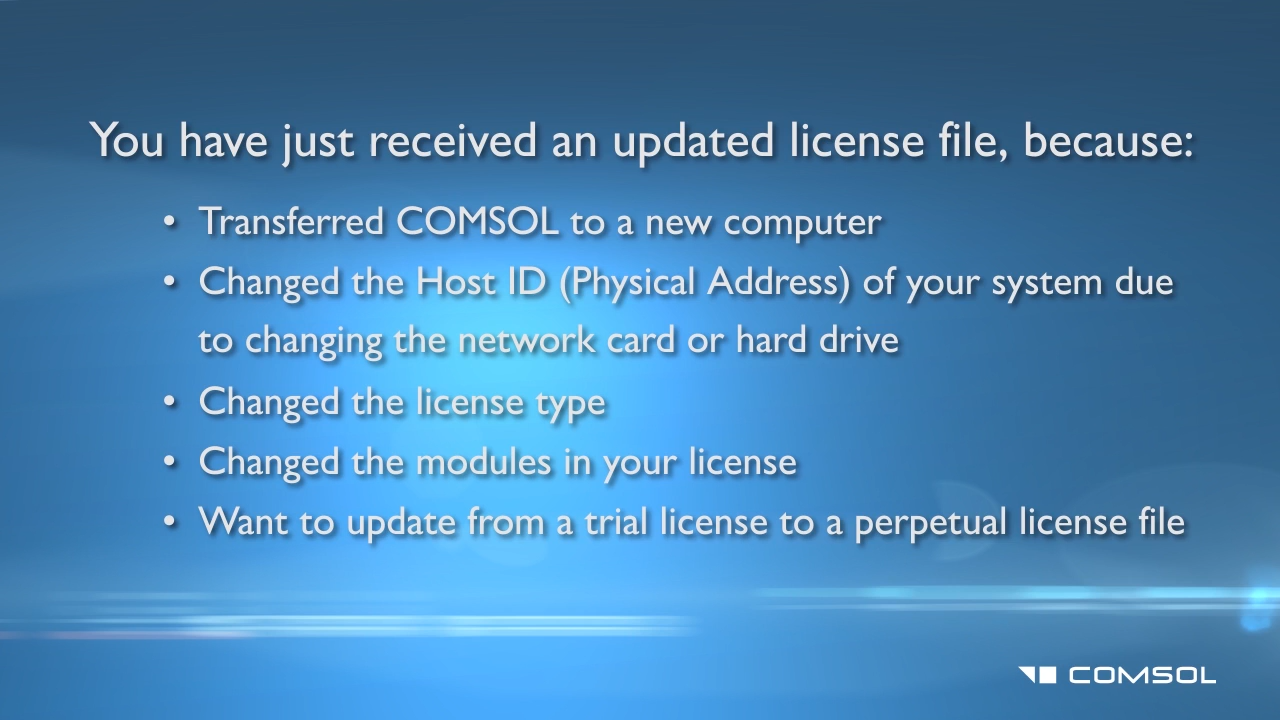 You have just received an updated license file, because:
• Transferred COMSOL to a new computer
• Changed the Host ID (Physical Address) of your system due
to changing the network card or hard drive
• Changed the license type
• Changed the modules in your license
• Want to update from a trial license to a perpetual license file
COMSOL